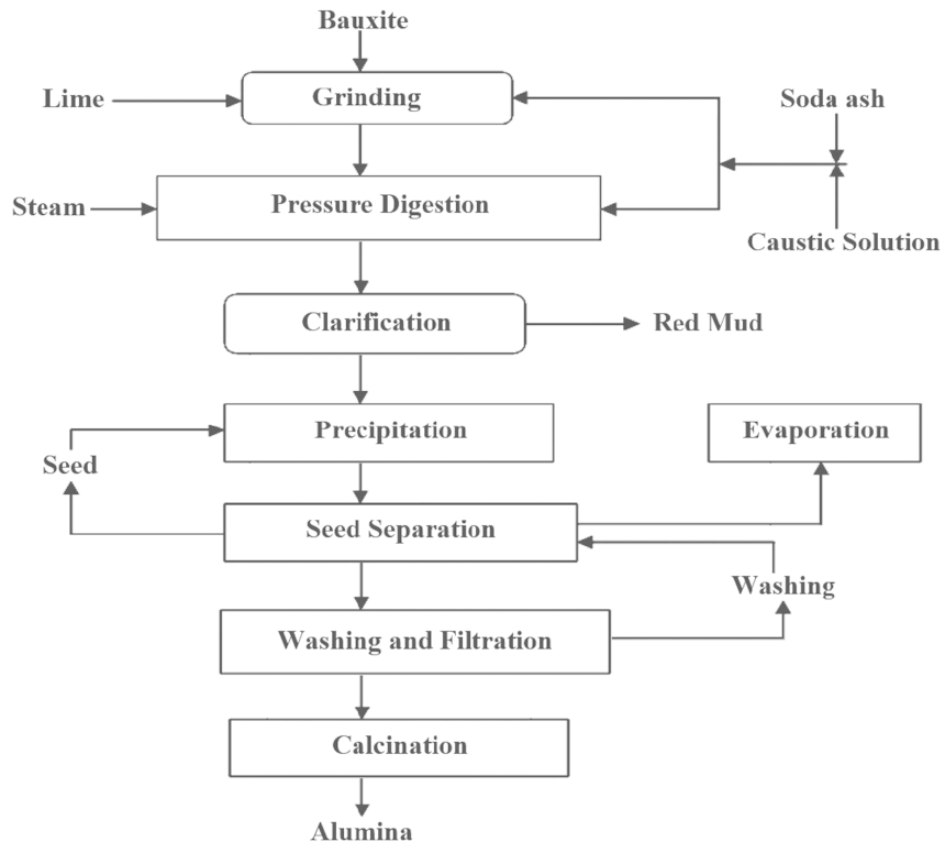 Bauxite
Lime
Grinding
Soda ash
Steam
Pressure Digestion
Caustic Solution
Clarification
Red Mud
Precipitation
Evaporation
Seed
Seed Separation
Washing
Washing and Filtration
Calcination
Alumina